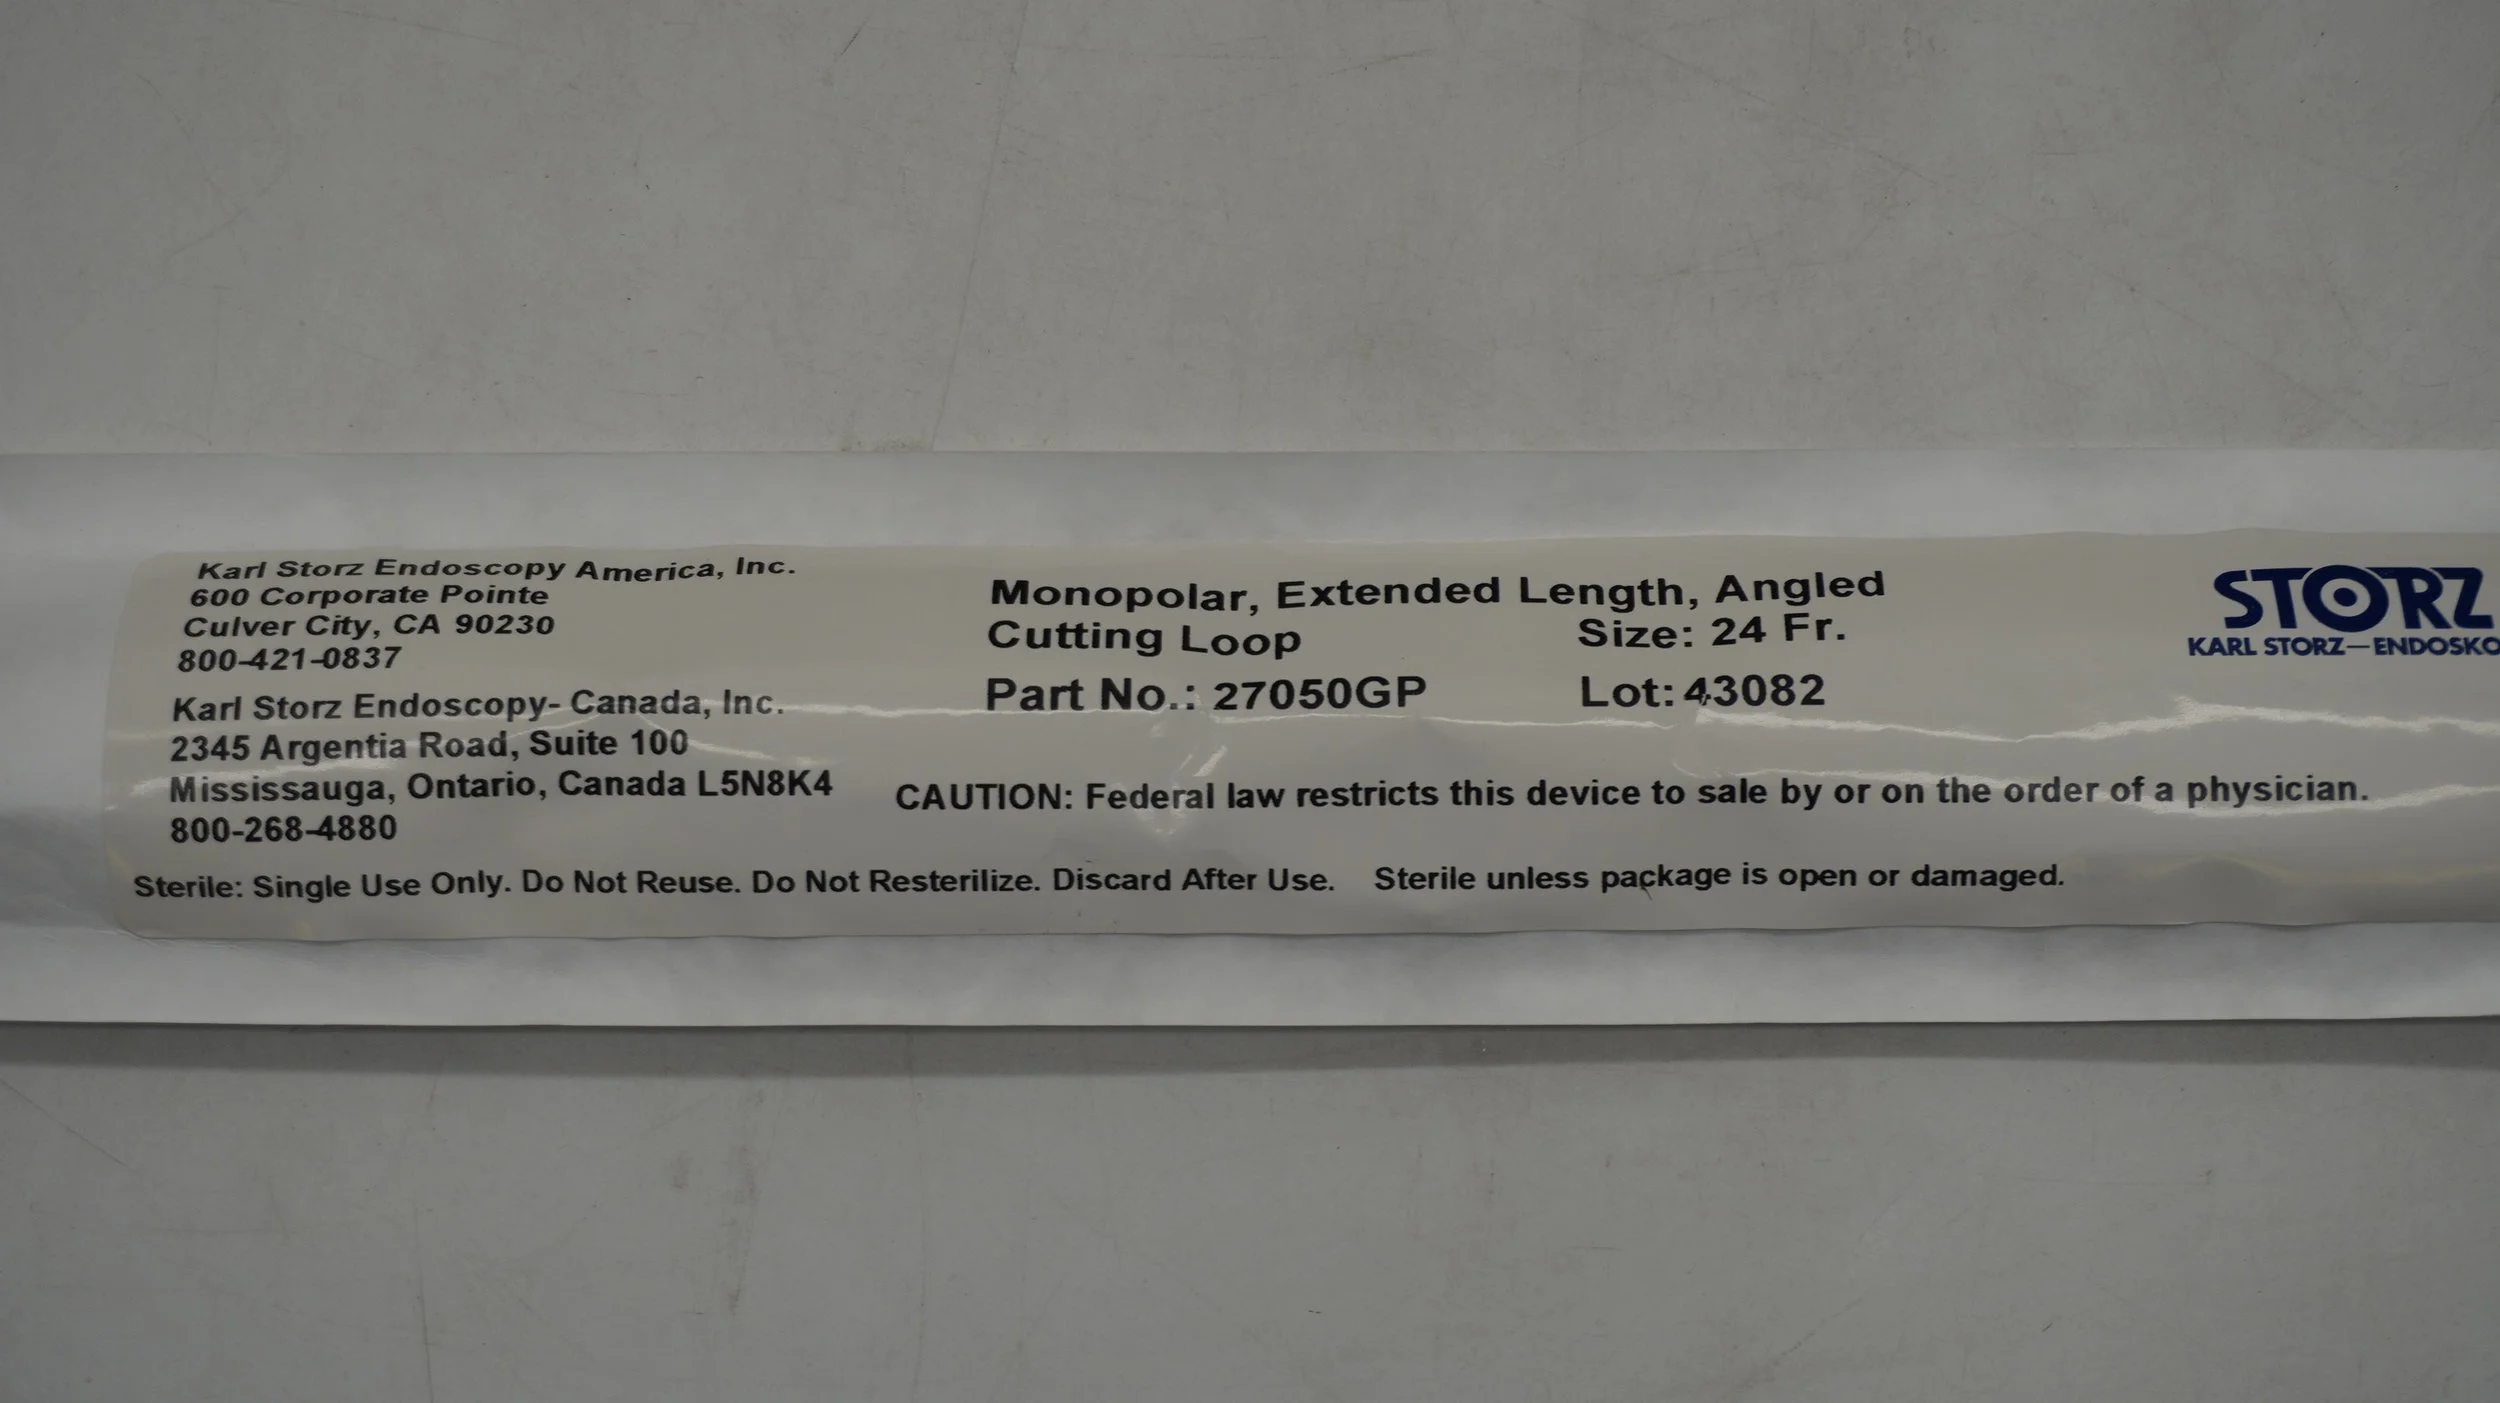 Karl Storz Endoscopy America, Inc.
600 Corporate Pointe
Culver City, CA 90230
800-421-0837
Karl Storz Endoscopy- Canada, Inc.
2345 Argentia Road, Suite 100
Mississauga, Ontario, Canada L5N8K4
800-268-4880
Monopolar, Extended Length, Angled
Cutting Loop Size: 24 Fr.
Part No.: 27050GP Lot: 43082
STORZ
KARL STORZ—ENDOSKO
CAUTION: Federal law restricts this device to sale by or on the order of a physician.
Sterile: Single Use Only. Do Not Reuse. Do Not Resterilize. Discard After Use. Sterile unless package is open or damaged.